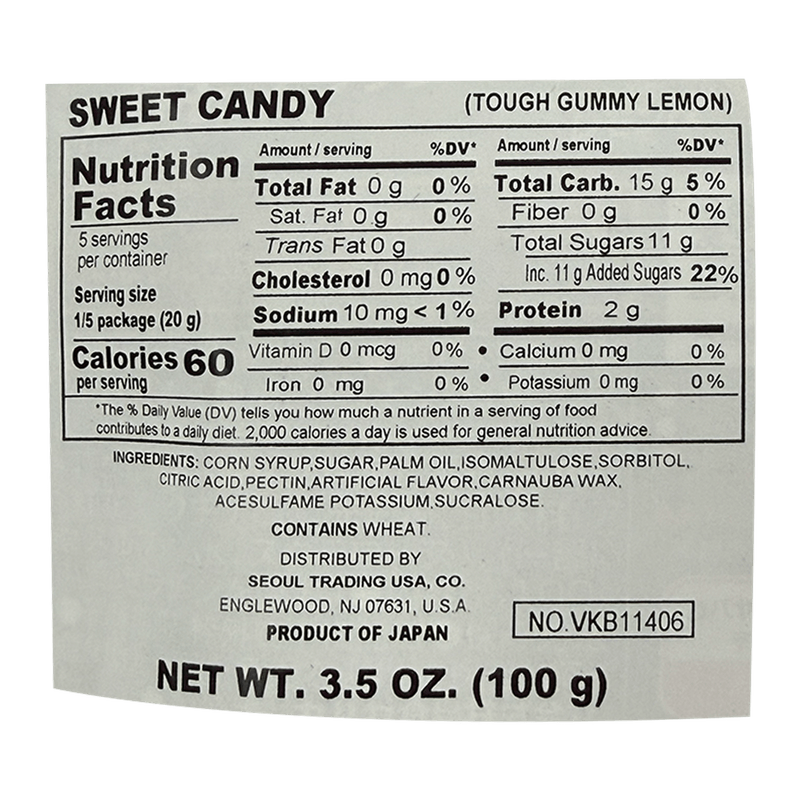 SWEET CANDY (TOUGH GUMMY LEMON)
Nutrition
Facts
5 servings
per container
Serving size
1/5 package (20 g)
Calories 60
per serving
Amount / serving %DV*
Total Fat 0 g 0 %
Sat. Fat 0 g 0 %
Trans Fat 0 g
Cholesterol 0 mg 0 %
Sodium 10 mg < 1 %
Amount / serving %DV*
Total Carb. 15 g 5 %
Fiber 0 g 0 %
Total Sugars 11 g
Inc. 11 g Added Sugars 22%
Protein 2 g
Vitamin D 0 mcg 0% • Calcium 0 mg 0 %
Iron 0 mg 0 % • Potassium 0 mg 0 %
*The % Daily Value (DV) tells you how much a nutrient in a serving of food
contributes to a daily diet. 2,000 calories a day is used for general nutrition advice.
INGREDIENTS: CORN SYRUP,SUGAR,PALM OIL,ISOMALTULOSE,SORBITOL,
CITRIC ACID,PECTIN,ARTIFICIAL FLAVOR,CARNAUBA WAX,
ACESULFAME POTASSIUM,SUCRALOSE.
CONTAINS WHEAT.
DISTRIBUTED BY
SEOUL TRADING USA, CO.
ENGLEWOOD, NJ 07631, U.S.A.
PRODUCT OF JAPAN
NO.VKB11406
NET WT. 3.5 OZ. (100 g)